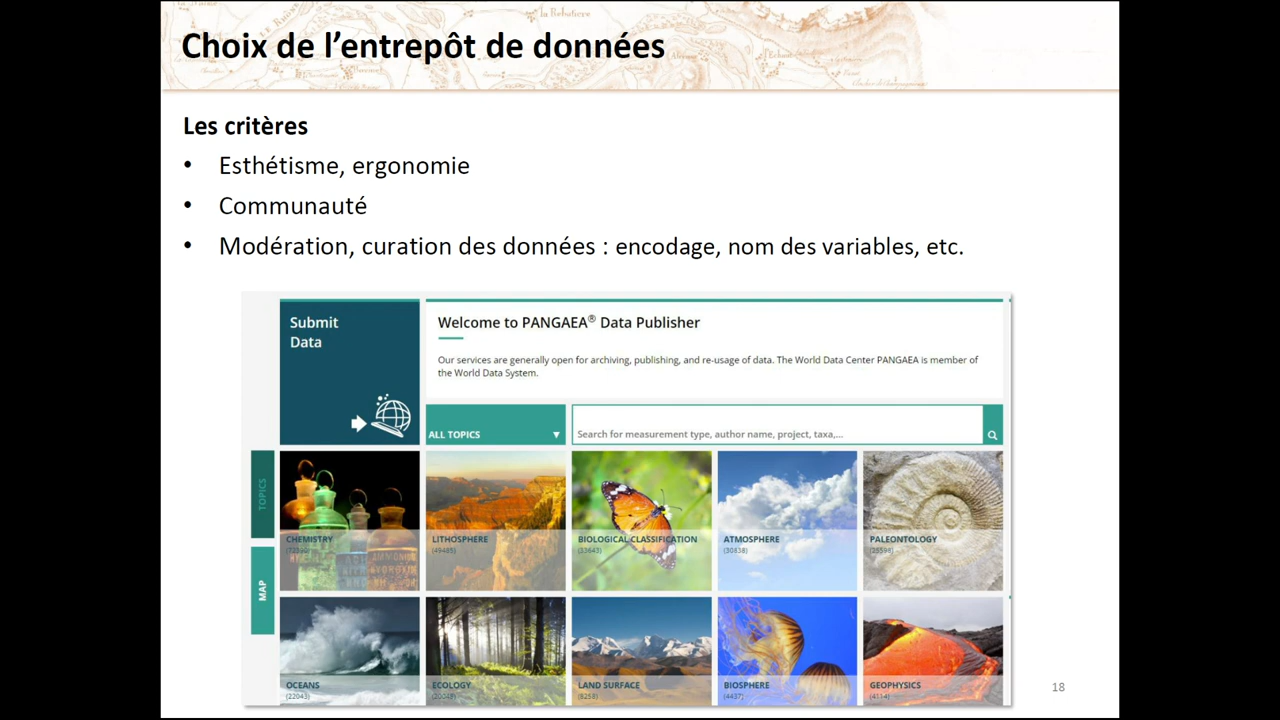 Choix de l’entrepôt de données
Les critères
• Esthétisme, ergonomie
• Communauté
• Modération, curation des données : encodage, nom des variables, etc.
Submit
Data
Welcome to PANGAEA® Data Publisher
Our services are generally open for archiving, publishing, and re-usage of data. The World Data Center PANGAEA is member of
the World Data System.
ALL TOPICS
Search for measurement type, author name, project, taxa,...
TOPICS
MAP
CHEMISTRY
LITHOSPHERE
(49485)
BIOLOGICAL CLASSIFICATION
(33643)
ATMOSPHERE
(30838)
PALEONTOLOGY
(25598)
OCEANS
(22043)
ECOLOGY
LAND SURFACE
(9258)
BIOSPHERE
(4437)
GEOPHYSICS
(4114)
18